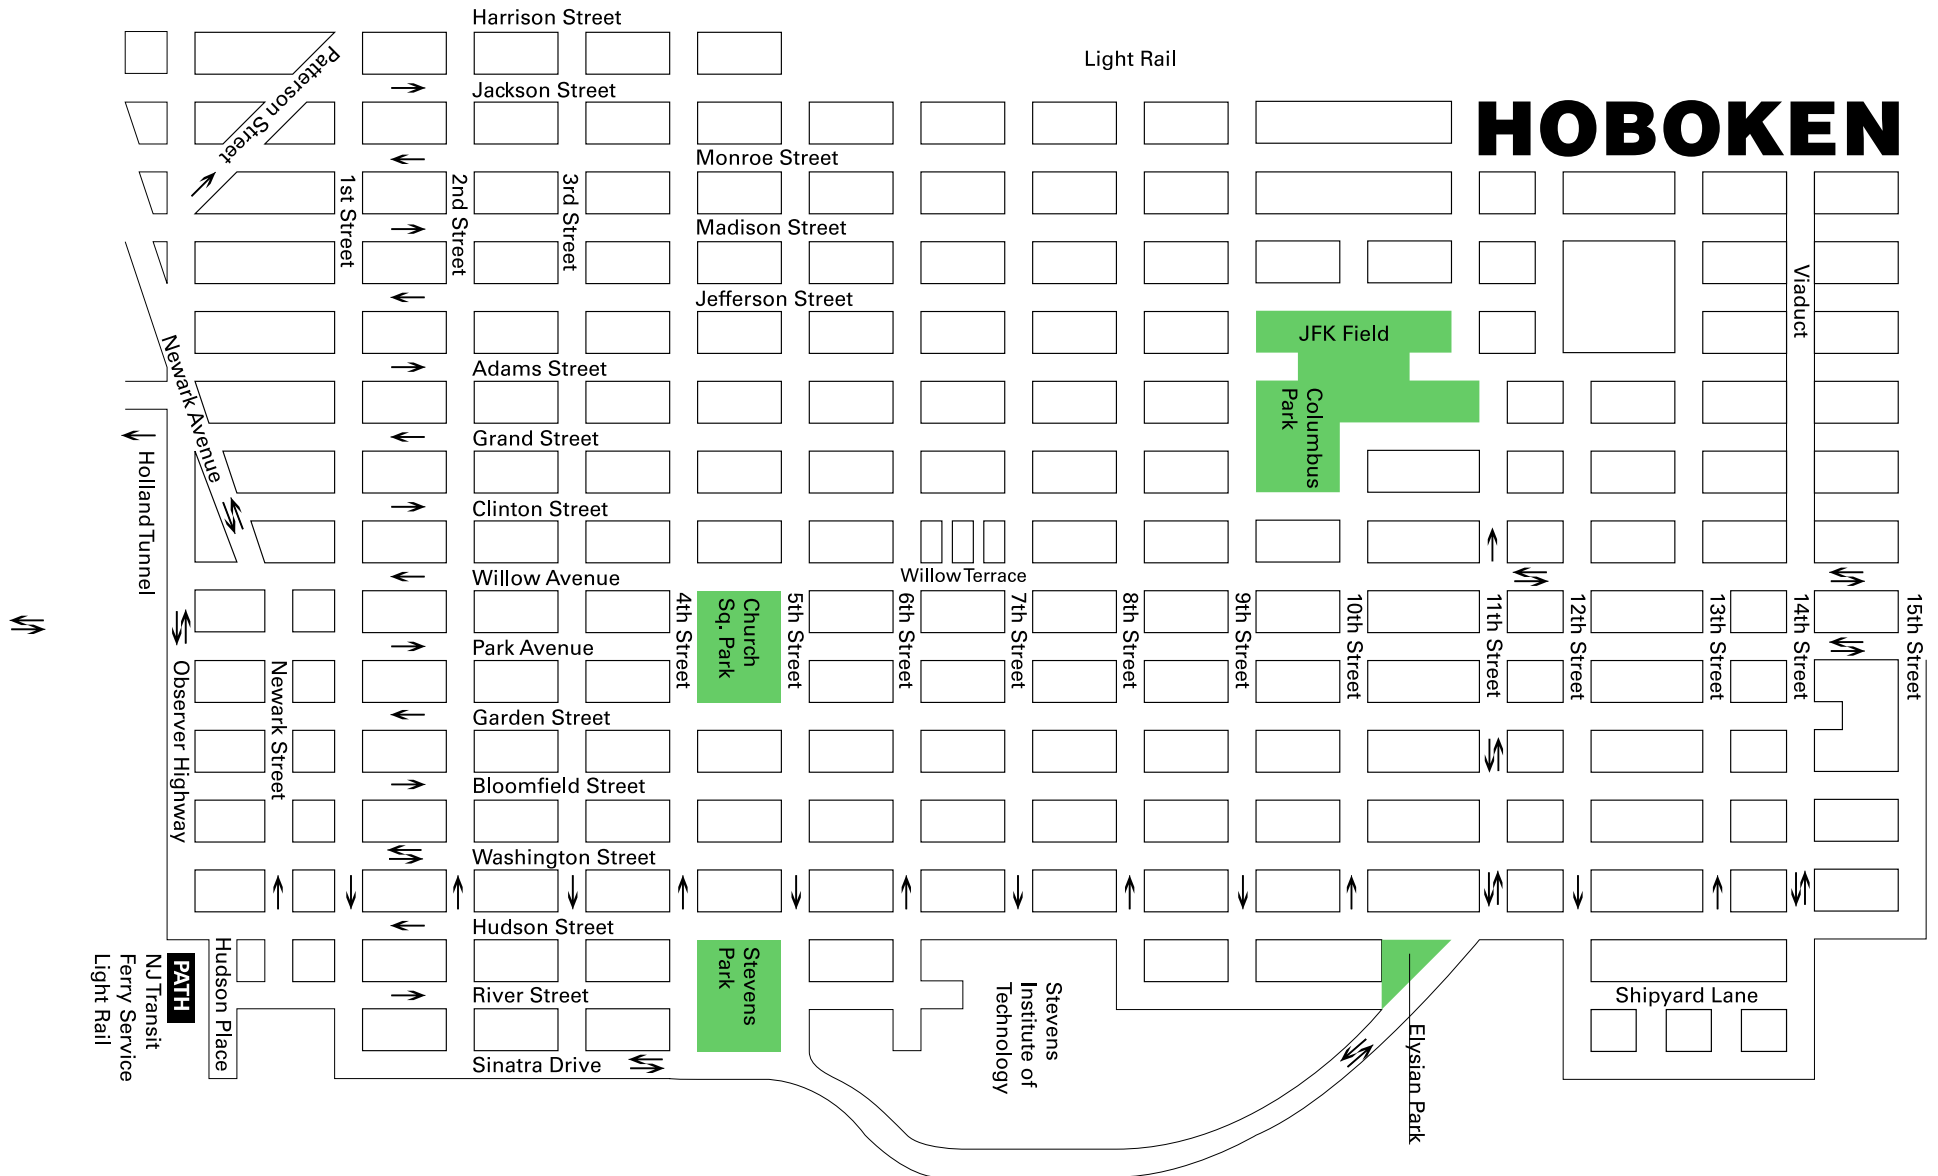 Harrison Street
Light Rail
Patterson Street
Jackson Street
HOBOKEN
Monroe Street
1st Street
2nd Street
3rd Street
Madison Street
Jefferson Street
Viaduct
JFK Field
Newark Avenue
Adams Street
Columbus
Park
Grand Street
Holland Tunnel
Clinton Street
Willow Avenue
Willow Terrace
4th Street
Church
Sq. Park
5th Street
6th Street
7th Street
8th Street
9th Street
10th Street
11th Street
12th Street
13th Street
14th Street
15th Street
Park Avenue
Observer Highway
Newark Street
Garden Street
Bloomfield Street
Washington Street
Hudson Street
PATH
NJ Transit
Ferry Service
Light Rail
Hudson Place
Stevens
Park
River Street
Stevens
Institute of
Technology
Shipyard Lane
Elysian Park
Sinatra Drive